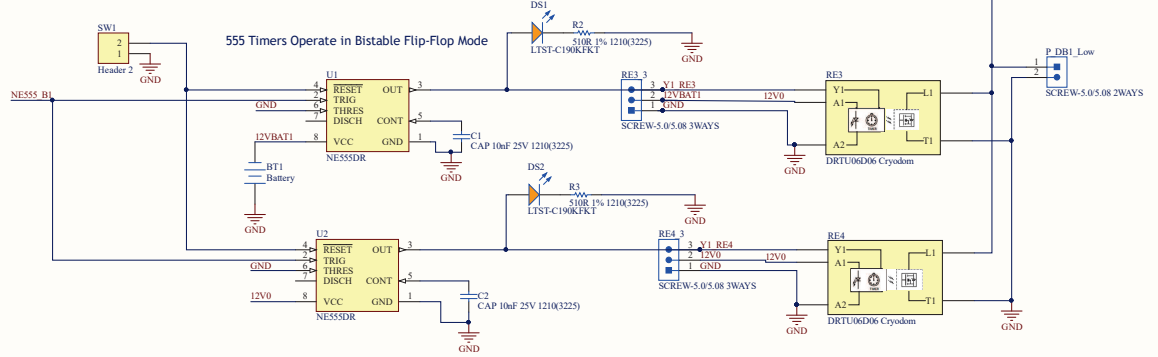 DS1
SW1
2
1
Header 2
GND
555 Timers Operate in Bistable Flip-Flop Mode
LTST-C190KFKT
R2
510R 1% 1210(3225)
GND
P_DB1_Low
1
2
SCREW-5.0/5.08 2WAYS
NE555_B1
GND
12VBAT1
BT1
Battery
GND
U1
4 RESET OUT 3
2 TRIG
6 THRES
7 DISCH CONT 5
8 VCC GND 1
NE555DR
C1
CAP 10nF 25V 1210(3225)
GND
RE3_3
3 Y1_RE3
2 12VBAT1
1 GND
SCREW-5.0/5.08 3WAYS
12V0
GND
RE3
Y1
A1
L1
TIMER
A2
T1
DRTU06D06 Crydom
DS2
LTST-C190KFKT
R3
510R 1% 1210(3225)
GND
GND
12V0
U2
4 RESET OUT 3
2 TRIG
6 THRES
7 DISCH CONT 5
8 VCC GND 1
NE555DR
C2
CAP 10nF 25V 1210(3225)
GND
RE4_3
3 Y1_RE4
2 12V0
1 GND
SCREW-5.0/5.08 3WAYS
12V0
GND
RE4
Y1
A1
L1
TIMER
A2
T1
DRTU06D06 Crydom
GND